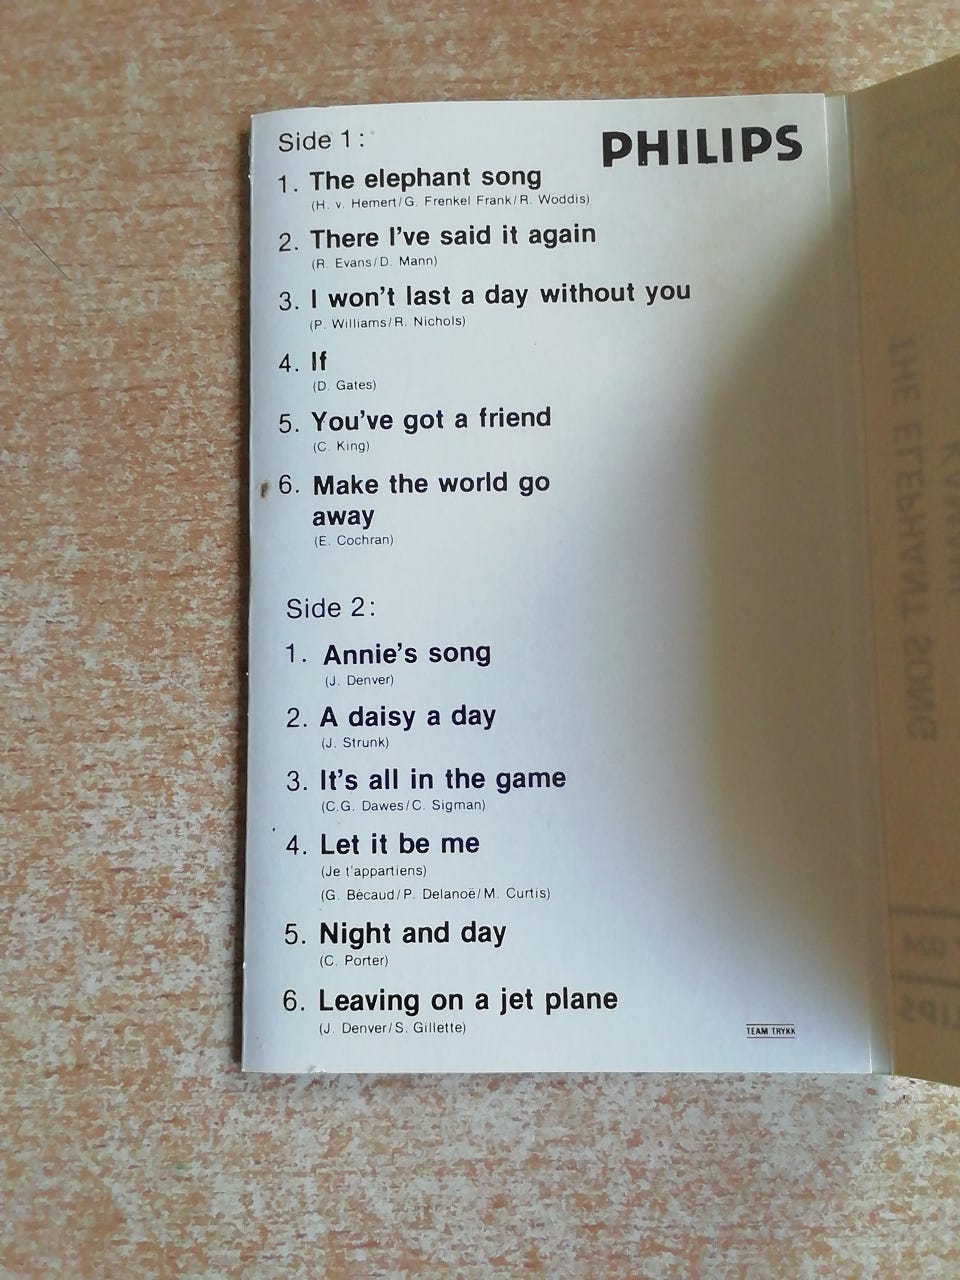 Side 1:
PHILIPS
1. The elephant song
(H. v. Hemert/G. Frenkel Frank/R. Woddis)
2. There I've said it again
(R. Evans/D. Mann)
3. I won't last a day without you
(P. Williams/R. Nichols)
4. If
(D. Gates)
5. You've got a friend
(C. King)
6. Make the world go
away
(E. Cochran)
Side 2:
1. Annie's song
(J. Denver)
2. A daisy a day
(J. Strunk)
3. It's all in the game
(C.G. Dawes/C. Sigman)
4. Let it be me
(Je t'appartiens)
(G. Bécaud/P. Delanoë/M. Curtis)
5. Night and day
(C. Porter)
6. Leaving on a jet plane
(J. Denver/S. Gillette)
TEAM TRYKK
THE ELEPHANT SONG